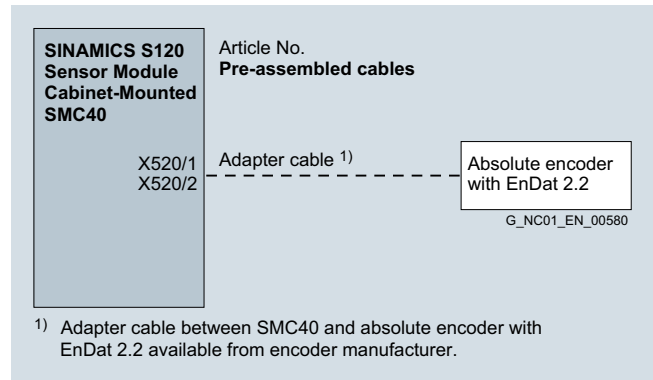 SINAMICS S120
Sensor Module
Cabinet-Mounted
SMC40
Article No.
Pre-assembled cables
X520/1
X520/2
Adapter cable 1)
Absolute encoder
with EnDat 2.2
G_NC01_EN_00580
1) Adapter cable between SMC40 and absolute encoder with
EnDat 2.2 available from encoder manufacturer.